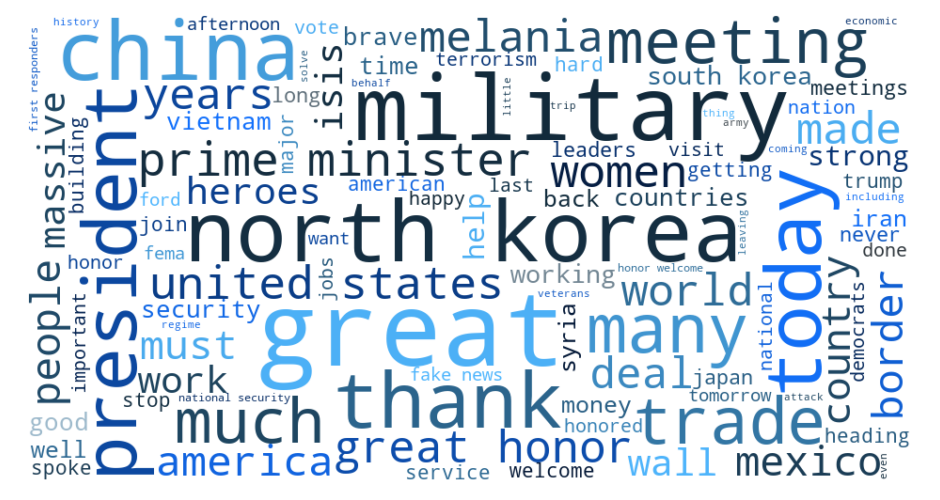 history
afternoon
vote
economic
china
brave
melania
meeting
first responders
solve
isis
time
terrorism
hard
south korea
meetings
behalf
years
long
military
little
trip
thing
army
nation
massive
president
vietnam
major
made
building
prime minister
leaders
visit
coming
strong
women
getting
heroes
american
last
trump
ford
happy
back
countries
today
including
join
north korea
help
iran
want
leaving
never
people
honor
fema
done
united states
jobs
working
honor welcome
world
country
border
important
security
veterans
national
democrats
regime
great
syria
many
must
work
fake news
deal
japan
stop
national security
thank
money
tomorrow
attack
good
much
honored
trade
heading
well
great honor
spoke
america
service
welcome
wall
mexico
even